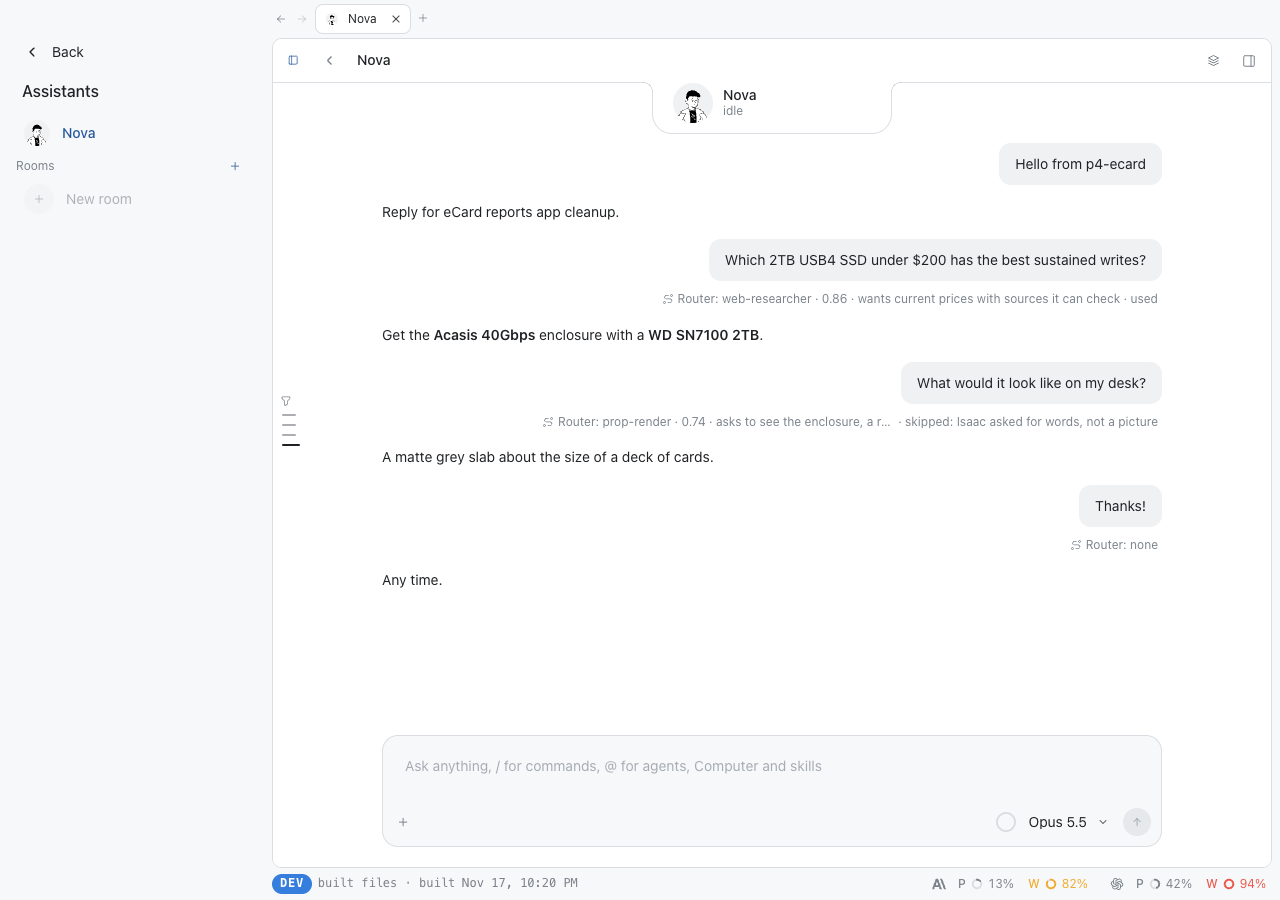 Nova
Back
Nova
Assistants
Nova
idle
Nova
Hello from p4-ecard
Rooms
New room
Reply for eCard reports app cleanup.
Which 2TB USB4 SSD under $200 has the best sustained writes?
Router: web-researcher · 0.86 · wants current prices with sources it can check · used
Get the Acasis 40Gbps enclosure with a WD SN7100 2TB.
What would it look like on my desk?
Router: prop-render · 0.74 · asks to see the enclosure, a r... · skipped: Isaac asked for words, not a picture
A matte grey slab about the size of a deck of cards.
Thanks!
Router: none
Any time.
Ask anything, / for commands, @ for agents, Computer and skills
Opus 5.5
DEV built files · built Nov 17, 10:20 PM
P 13% W 82% P 42% W 94%